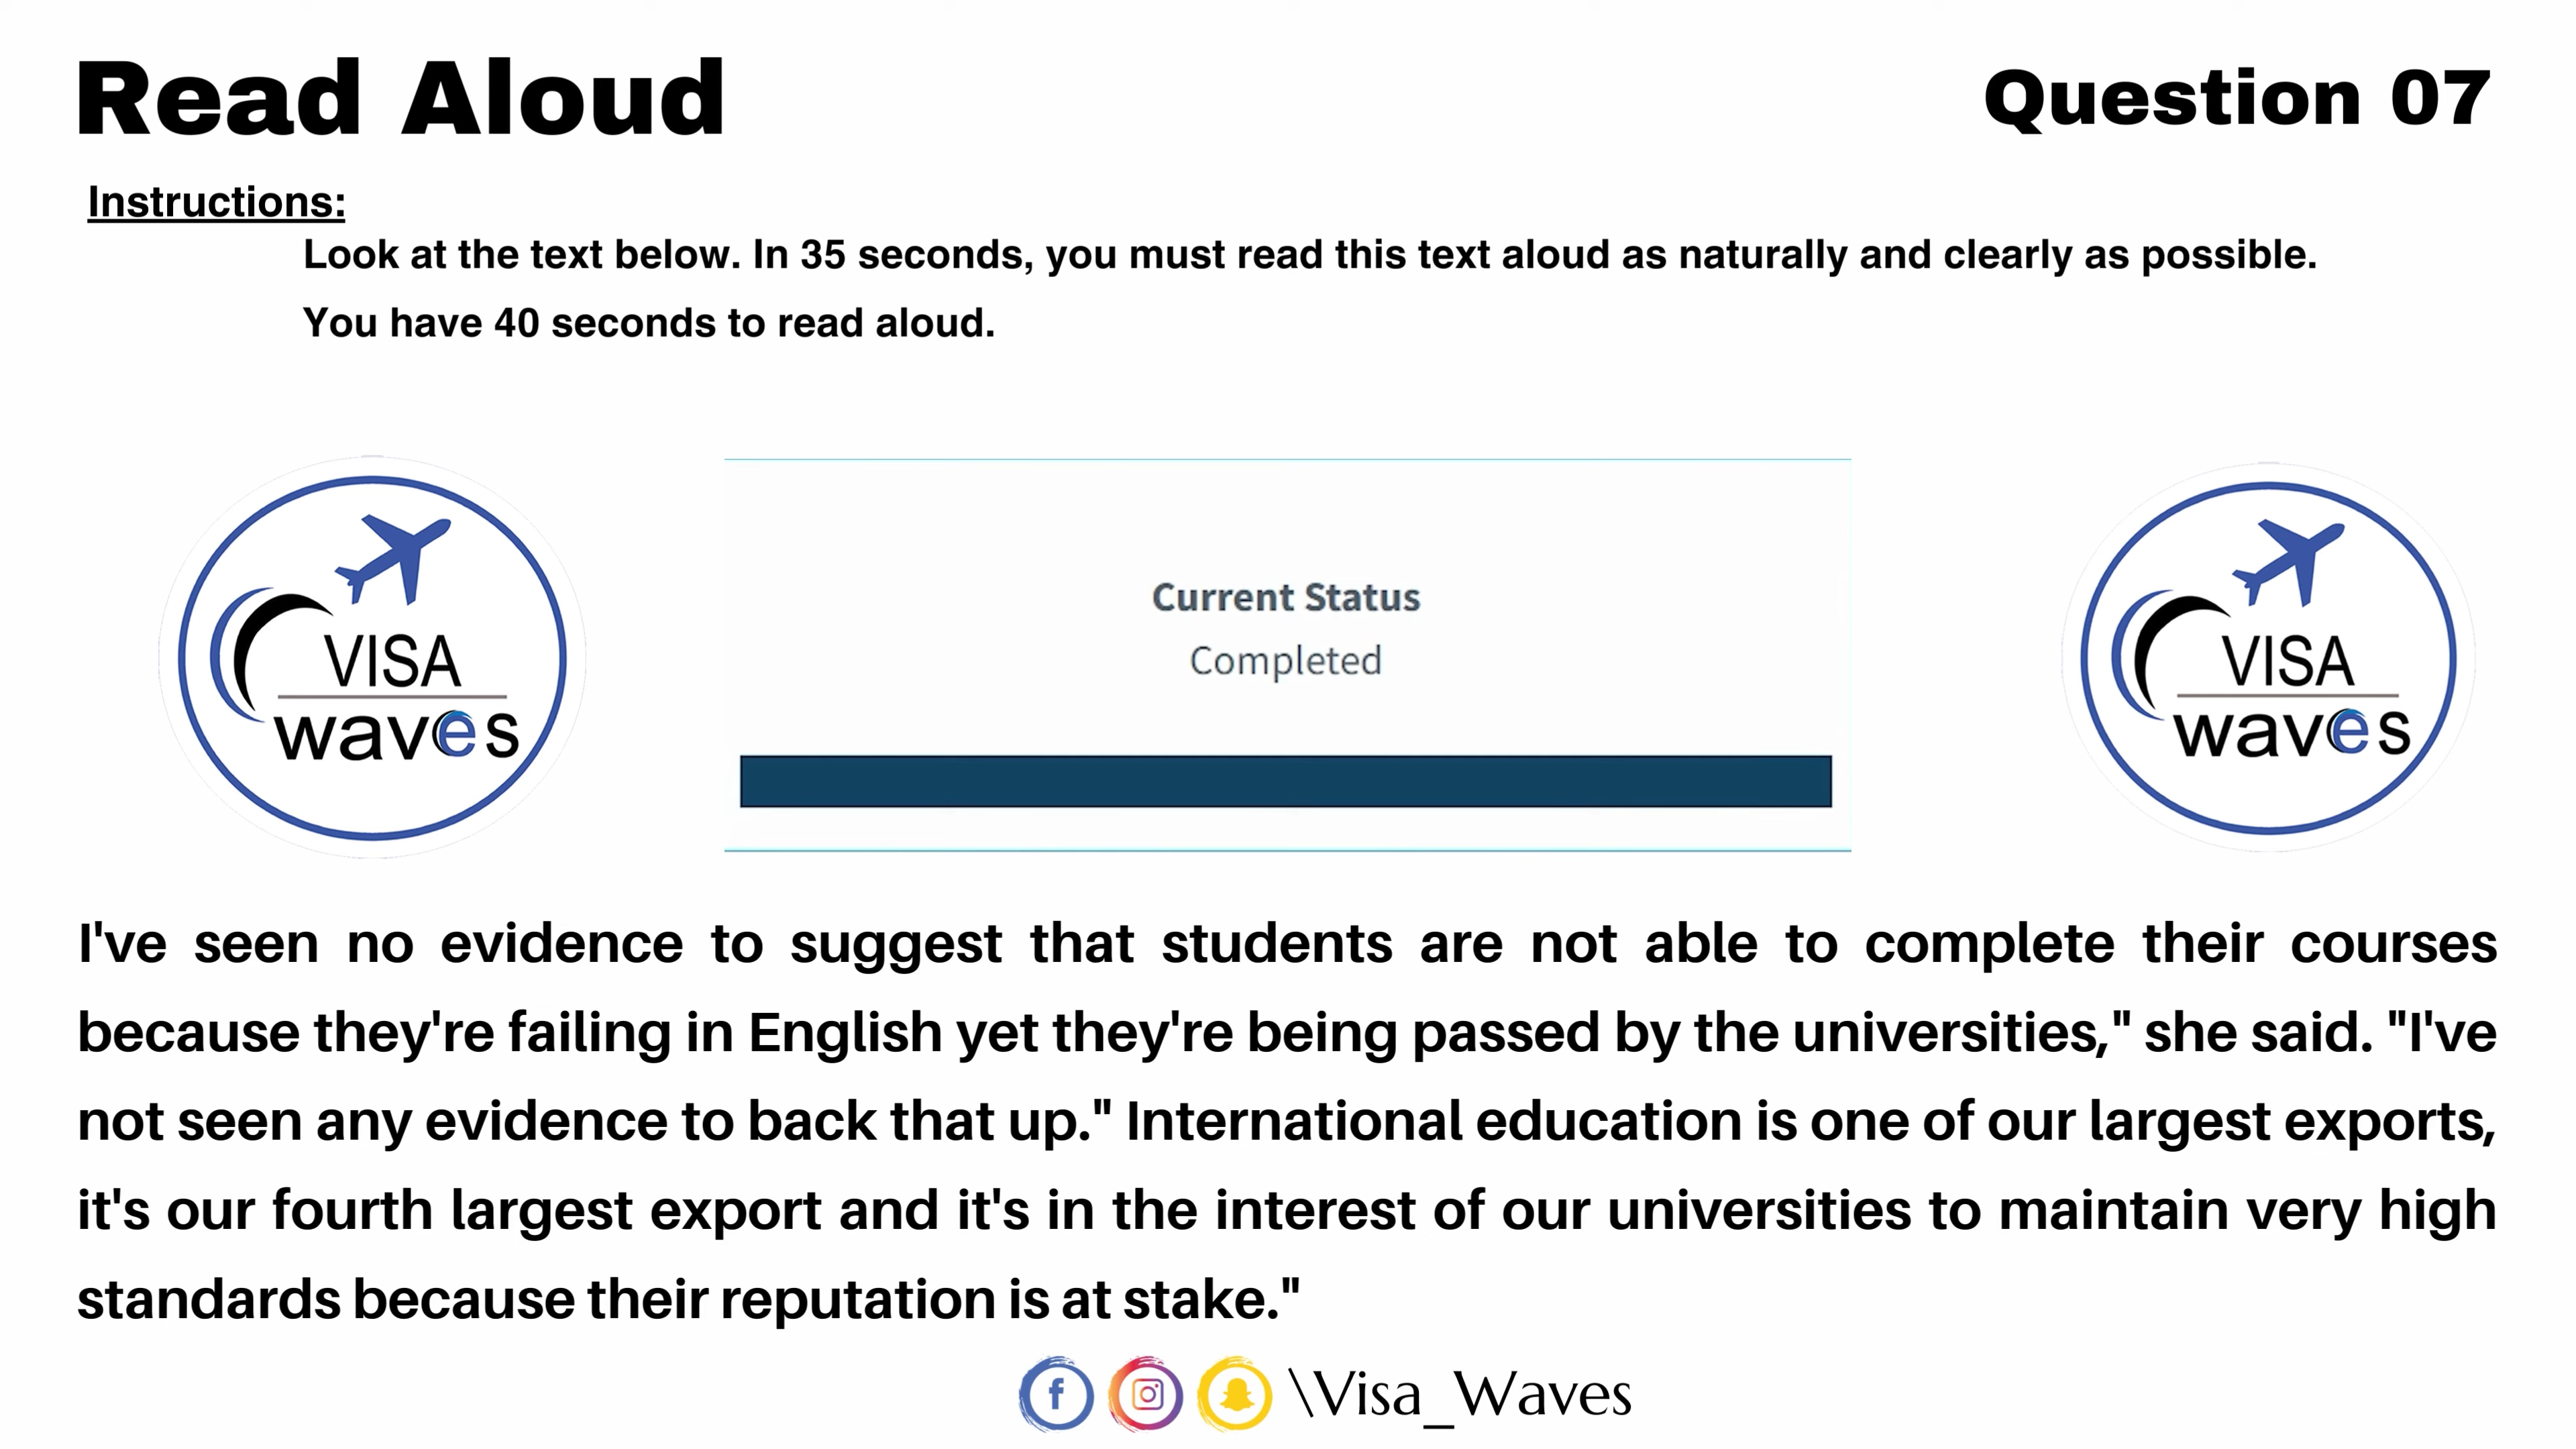 Read Aloud
Question 07
Instructions:
Look at the text below. In 35 seconds, you must read this text aloud as naturally and clearly as possible.
You have 40 seconds to read aloud.
VISA
waves
Current Status
Completed
VISA
waves
I've seen no evidence to suggest that students are not able to complete their courses
because they're failing in English yet they're being passed by the universities," she said. "I've
not seen any evidence to back that up." International education is one of our largest exports,
it's our fourth largest export and it's in the interest of our universities to maintain very high
standards because their reputation is at stake."
\Visa_Waves